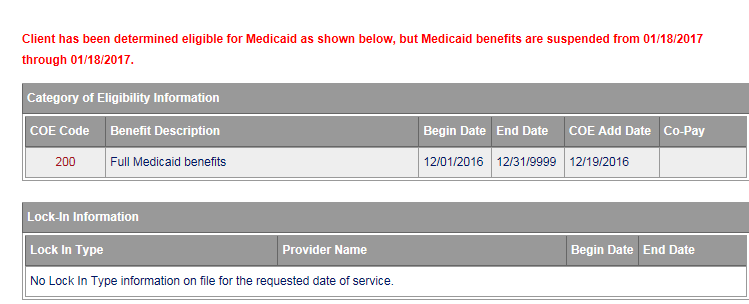 Client has been determined eligible for Medicaid as shown below, but Medicaid benefits are suspended from 01/18/2017
through 01/18/2017.
Category of Eligibility Information
COE Code Benefit Description Begin Date End Date COE Add Date Co-Pay
200 Full Medicaid benefits 12/01/2016 12/31/9999 12/19/2016
Lock-In Information
Lock In Type Provider Name Begin Date End Date
No Lock In Type information on file for the requested date of service.